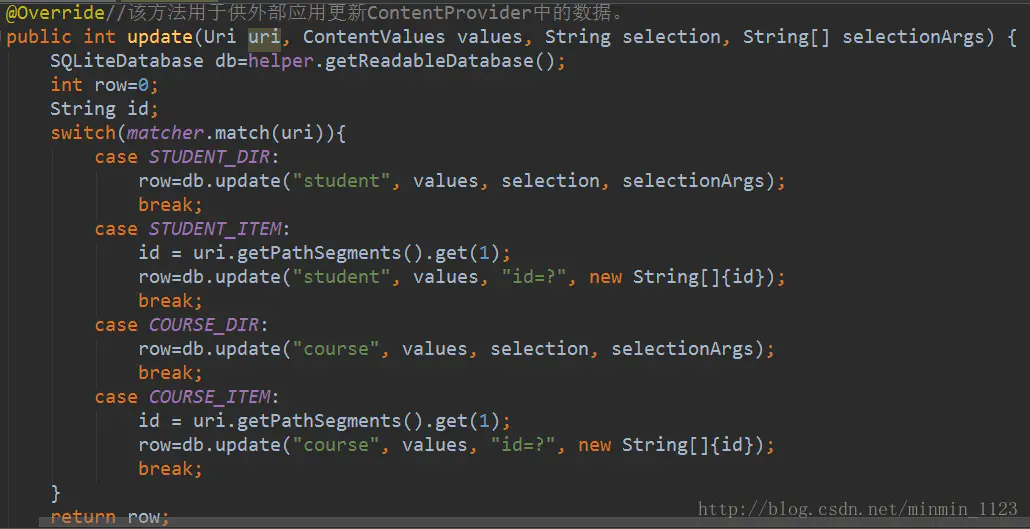 @Override//该方法用于供外部应用更新ContentProvider中的数据。
public int update(Uri uri, ContentValues values, String selection, String[] selectionArgs) {
    SQLiteDatabase db=helper.getReadableDatabase();
    int row=0;
    String id;
    switch(matcher.match(uri)){
        case STUDENT_DIR:
            row=db.update("student", values, selection, selectionArgs);
            break;
        case STUDENT_ITEM:
            id = uri.getPathSegments().get(1);
            row=db.update("student", values, "id=?", new String[]{id});
            break;
        case COURSE_DIR:
            row=db.update("course", values, selection, selectionArgs);
            break;
        case COURSE_ITEM:
            id = uri.getPathSegments().get(1);
            row=db.update("course", values, "id=?", new String[]{id});
            break;
    }
    return row;
http://blog.csdn.net/minmin_1123